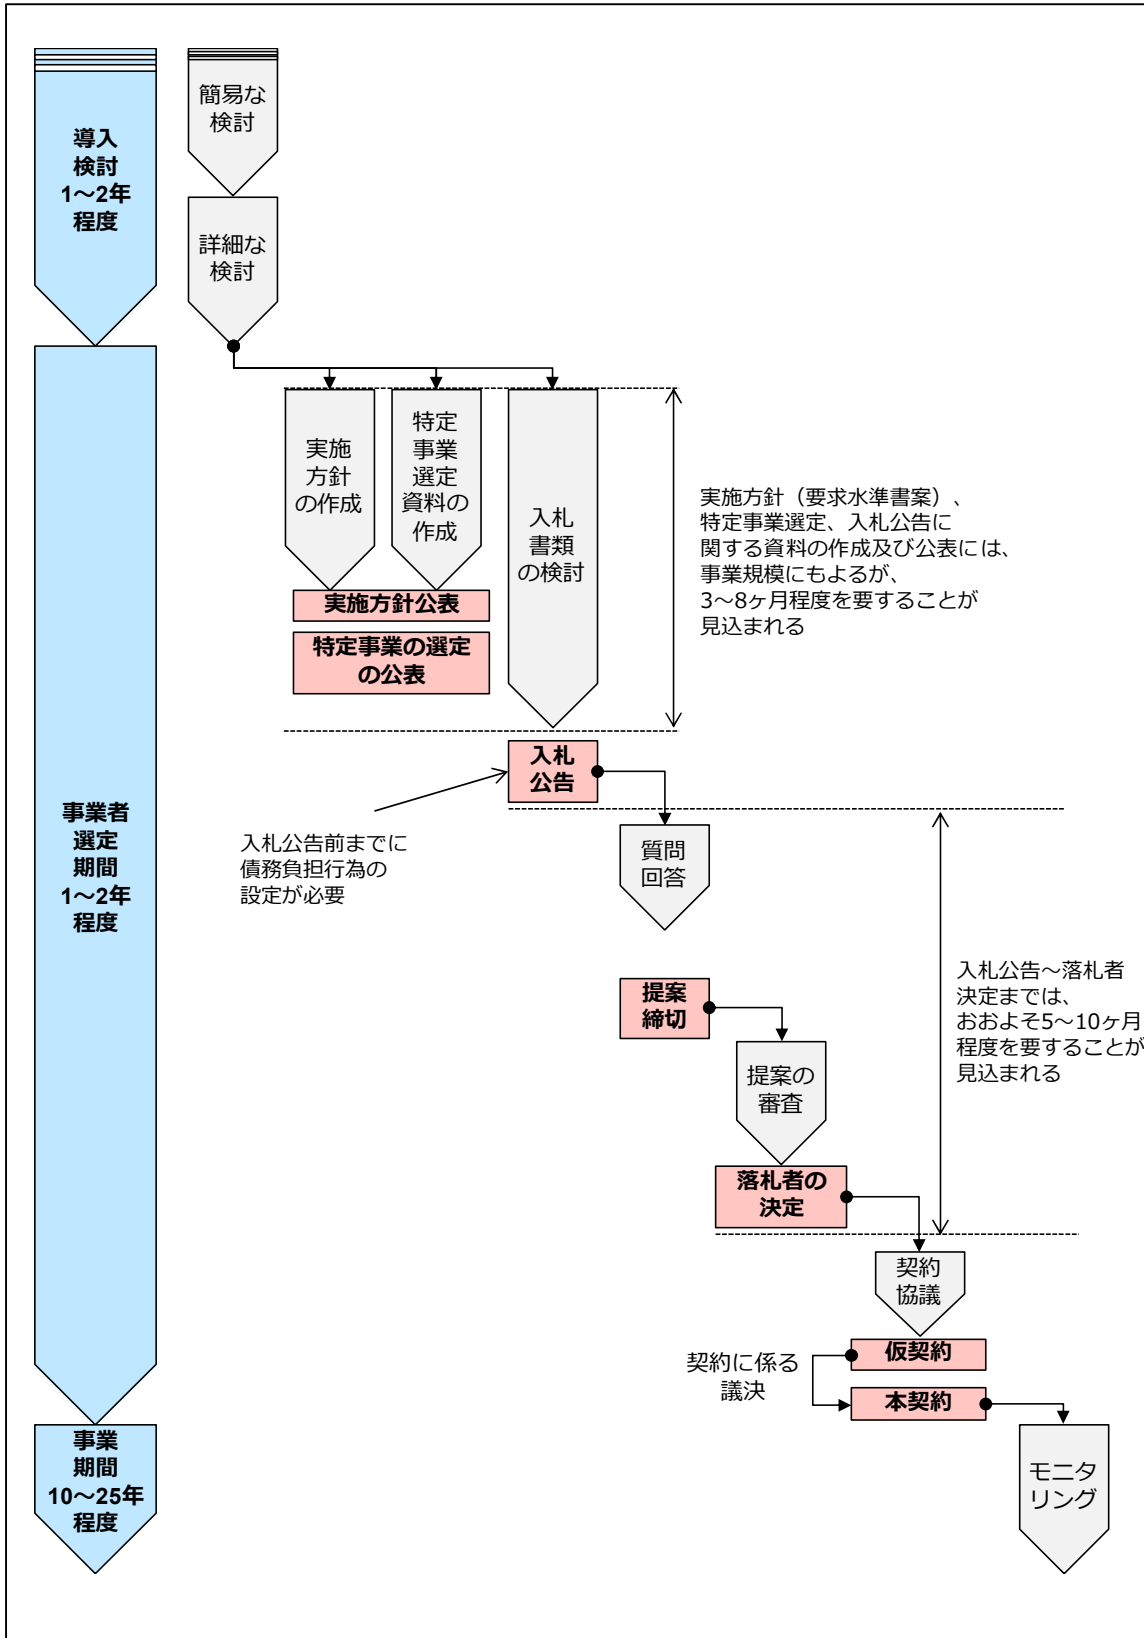 導入
検討
1～2年
程度
簡易な
検討
詳細な
検討
事業者
選定
期間
1～2年
程度
実施
方針
の作成
特定
事業
選定
資料の
作成
入札
書類
の検討
実施方針（要求水準書案）、
特定事業選定、入札公告に
関する資料の作成及び公表には、
事業規模にもよるが、
3～8ヶ月程度を要することが
見込まれる
実施方針公表
特定事業の選定
の公表
入札
公告
入札公告前までに
債務負担行為の
設定が必要
質問
回答
提案
締切
入札公告～落札者
決定までは、
おおよそ5～10ヶ月
程度を要することが
見込まれる
提案の
審査
落札者の
決定
契約
協議
仮契約
契約に係る
議決
本契約
事業
期間
10～25年
程度
モニタ
リング